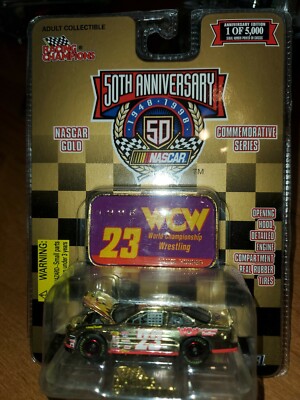 ADULT COLLECTIBLE
RACING
CHAMPIONS
ANNIVERSARY EDITION
1 OF 5,000
50TH ANNIVERSARY
1948-1998
50
NASCAR
TM
NASCAR
GOLD
COMMEMORATIVE
SERIES
WCW
World Championship
Wrestling
23
OPENING
HOOD,
DETAILED
ENGINE
COMPARTMENT
REAL RUBBER
TIRES
WARNING: